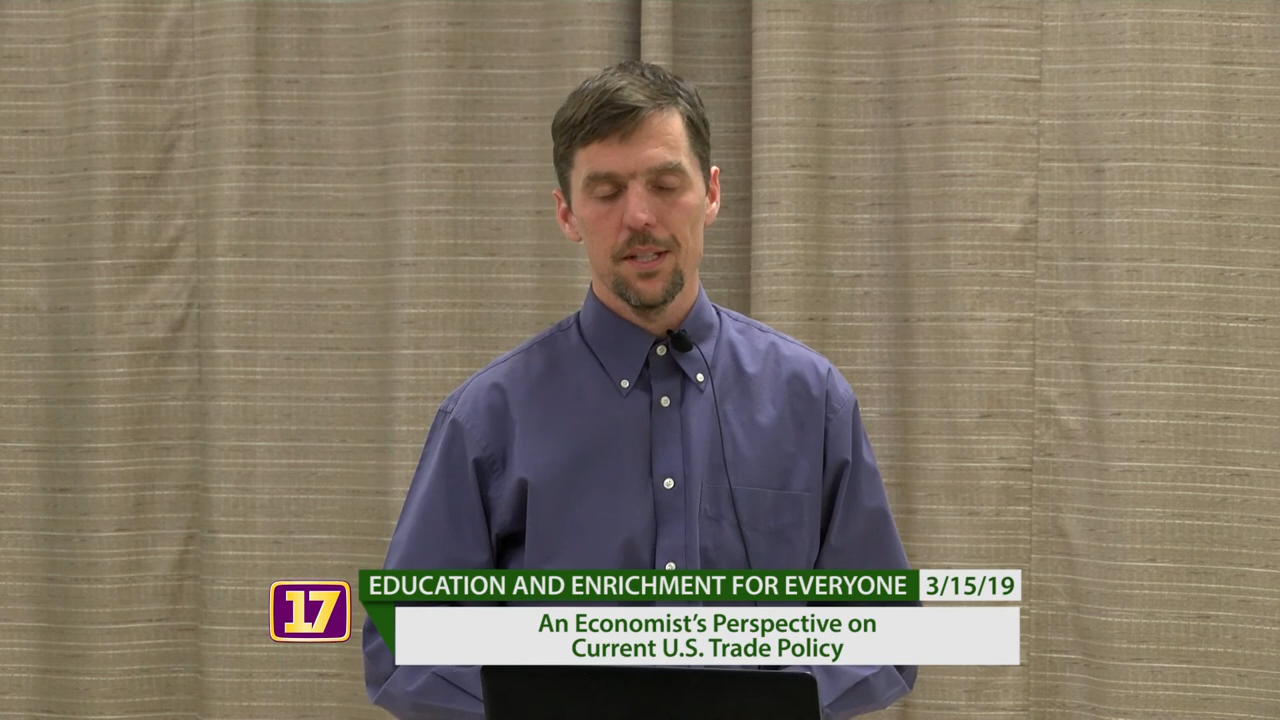 17
EDUCATION AND ENRICHMENT FOR EVERYONE 3/15/19
An Economist's Perspective on
Current U.S. Trade Policy